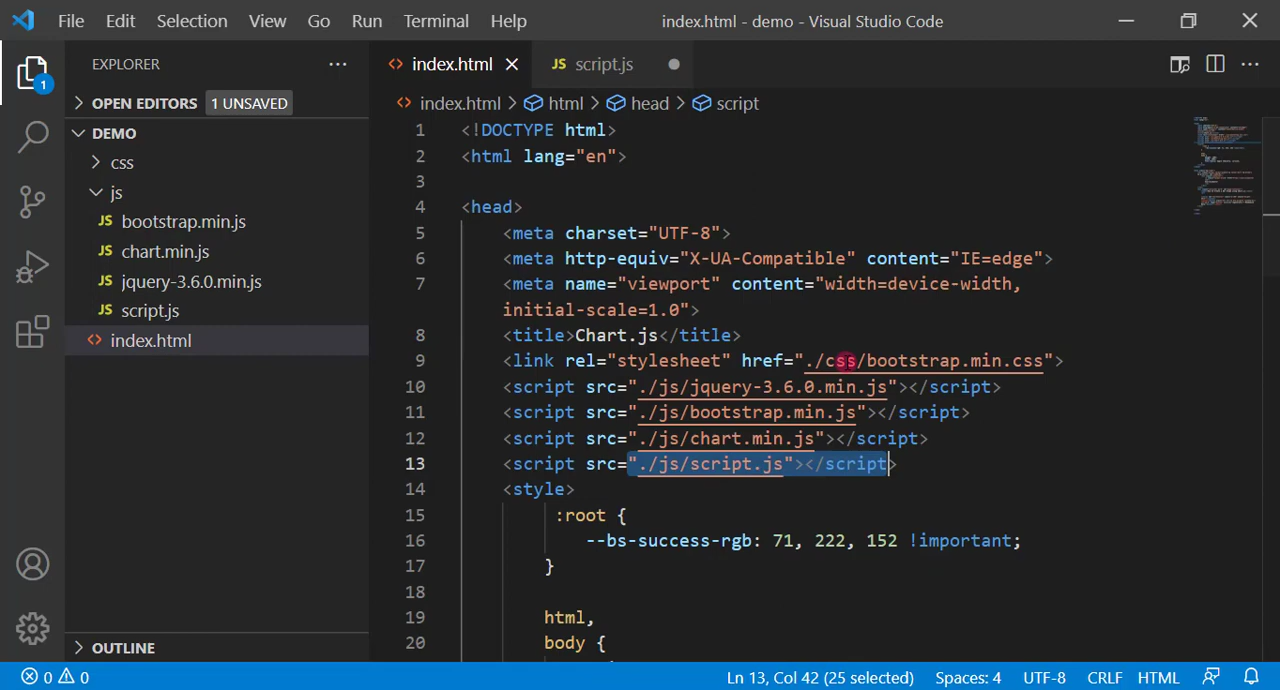 File Edit Selection View Go Run Terminal Help index.html - demo - Visual Studio Code
EXPLORER
index.html
JS script.js
1
OPEN EDITORS 1 UNSAVED
index.html > html > head > script
DEMO
css
js
JS bootstrap.min.js
JS chart.min.js
JS jquery-3.6.0.min.js
JS script.js
index.html
OUTLINE
1 <!DOCTYPE html>
2 <html lang="en">
3
4 <head>
5 <meta charset="UTF-8">
6 <meta http-equiv="X-UA-Compatible" content="IE=edge">
7 <meta name="viewport" content="width=device-width,
initial-scale=1.0">
8 <title>Chart.js</title>
9 <link rel="stylesheet" href="./css/bootstrap.min.css">
10 <script src="./js/jquery-3.6.0.min.js"></script>
11 <script src="./js/bootstrap.min.js"></script>
12 <script src="./js/chart.min.js"></script>
13 <script src="./js/script.js"></script>
14 <style>
15 :root {
16 --bs-success-rgb: 71, 222, 152 !important;
17 }
18
19 html,
20 body {
0 0 Ln 13, Col 42 (25 selected) Spaces: 4 UTF-8 CRLF HTML